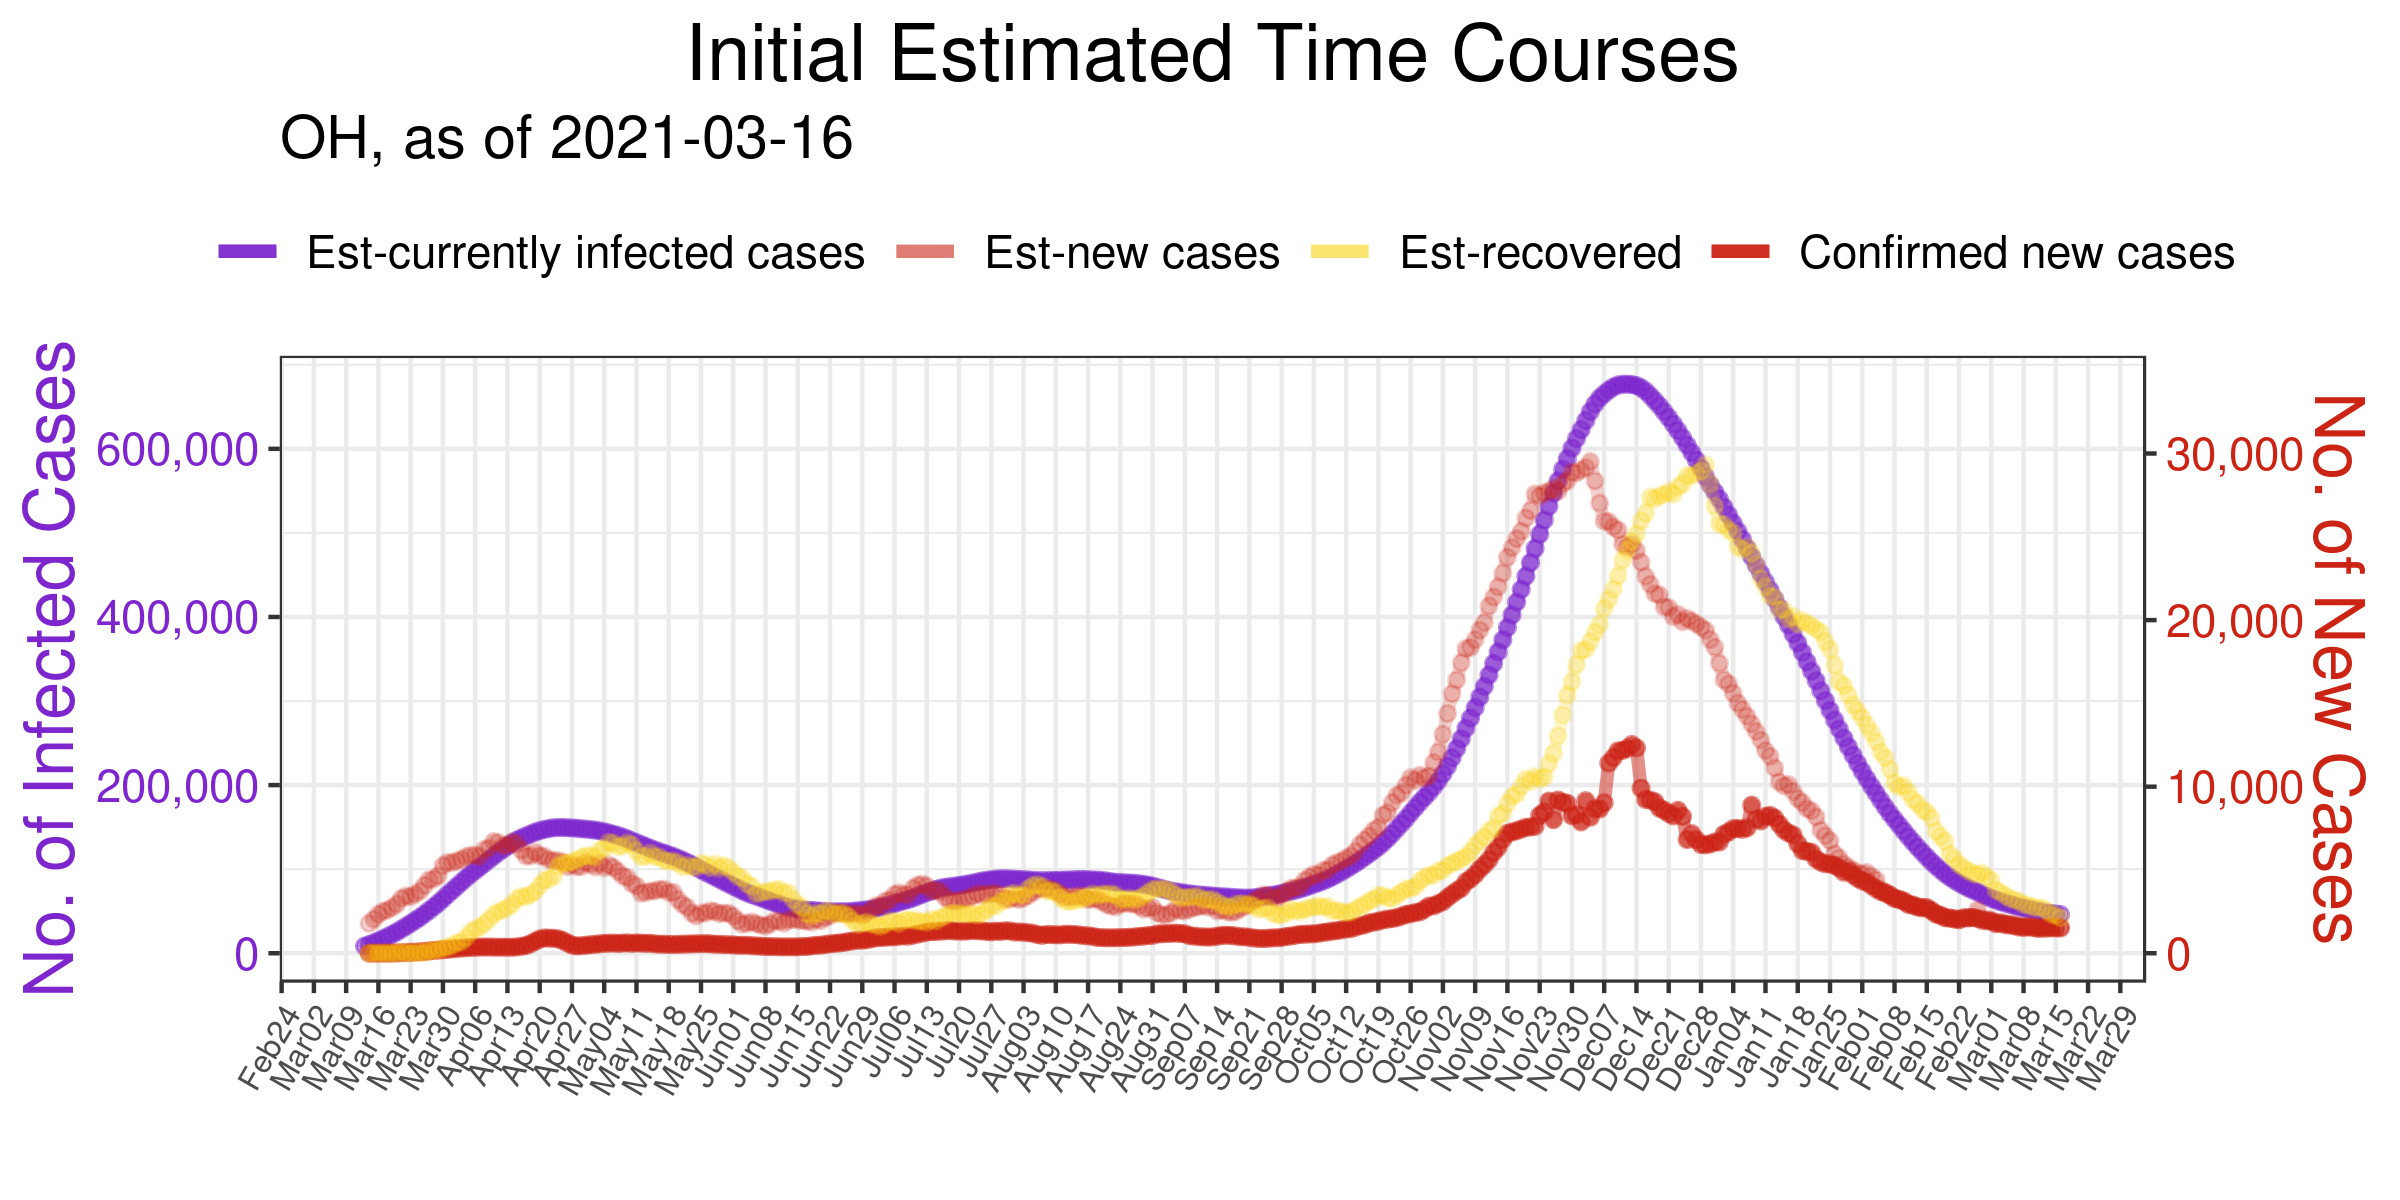 Initial Estimated Time Courses
OH, as of 2021-03-16
Est-currently infected cases Est-new cases Est-recovered Confirmed new cases
No. of Infected Cases
600,000
400,000
200,000
0
30,000
20,000
10,000
0
No. of New Cases
Feb24 Mar02 Mar09 Mar16 Mar23 Mar30 Apr06 Apr13 Apr20 Apr27 May04 May11 May18 May25 Jun01 Jun08 Jun15 Jun22 Jun29 Jul06 Jul13 Jul20 Jul27 Aug03 Aug10 Aug17 Aug24 Aug31 Sep07 Sep14 Sep21 Sep28 Oct05 Oct12 Oct19 Oct26 Nov02 Nov09 Nov16 Nov23 Nov30 Dec07 Dec14 Dec21 Dec28 Jan04 Jan11 Jan18 Jan25 Feb01 Feb08 Feb15 Feb22 Mar01 Mar08 Mar15 Mar22 Mar29